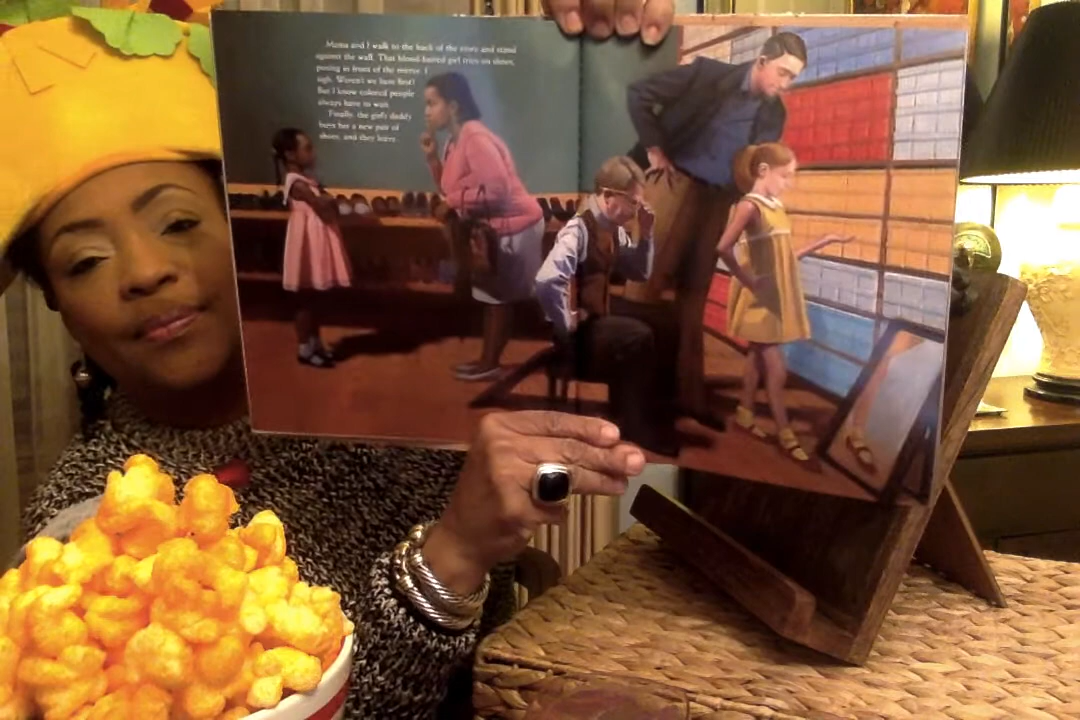 Mama and I walk to the back of the store and stand
against the wall. That blond-haired girl tries on shoes,
posing in front of the mirror. I
sigh. Weren't we here first?
But I know colored people
always have to wait.
Finally, the girl's daddy
buys her a new pair of
shoes, and they leave.